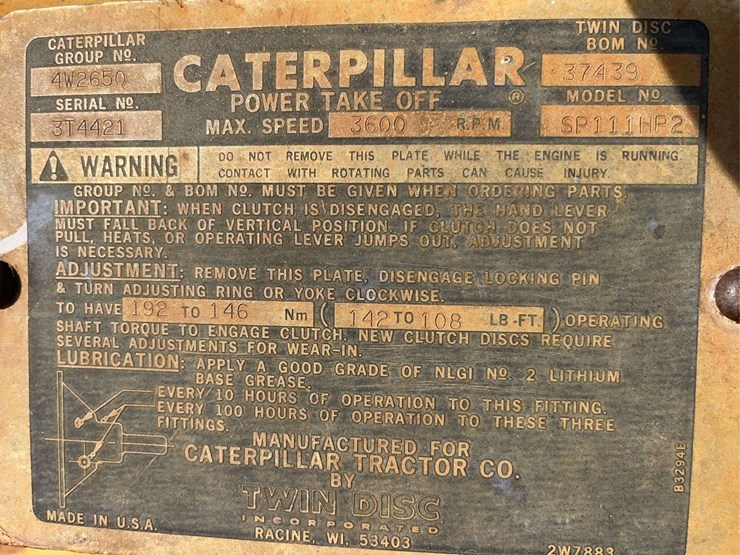 CATERPILLAR
GROUP Nº.
4W2650
SERIAL Nº.
3T4421
CATERPILLAR
®
POWER TAKE OFF
MAX. SPEED 3600 R.P.M.
TWIN DISC
BOM Nº
37439
MODEL Nº.
SP111HP2
WARNING
DO NOT REMOVE THIS PLATE WHILE THE ENGINE IS RUNNING.
CONTACT WITH ROTATING PARTS CAN CAUSE INJURY.
GROUP Nº. & BOM Nº. MUST BE GIVEN WHEN ORDERING PARTS
IMPORTANT: WHEN CLUTCH IS DISENGAGED, THE HAND LEVER
MUST FALL BACK OF VERTICAL POSITION. IF CLUTCH DOES NOT
PULL, HEATS, OR OPERATING LEVER JUMPS OUT, ADJUSTMENT
IS NECESSARY.
ADJUSTMENT: REMOVE THIS PLATE, DISENGAGE LOCKING PIN
& TURN ADJUSTING RING OR YOKE CLOCKWISE.
TO HAVE 192 TO 146 Nm ( 142 TO 108 LB-FT. ) OPERATING
SHAFT TORQUE TO ENGAGE CLUTCH. NEW CLUTCH DISCS REQUIRE
SEVERAL ADJUSTMENTS FOR WEAR-IN.
LUBRICATION: APPLY A GOOD GRADE OF NLGI Nº. 2 LITHIUM
BASE GREASE;
EVERY 10 HOURS OF OPERATION TO THIS FITTING.
EVERY 100 HOURS OF OPERATION TO THESE THREE
FITTINGS.
MANUFACTURED FOR
CATERPILLAR TRACTOR CO.
BY
TWIN DISC
INCORPORATED
RACINE, WI. 53403
MADE IN U.S.A.
B3294E
2W7883